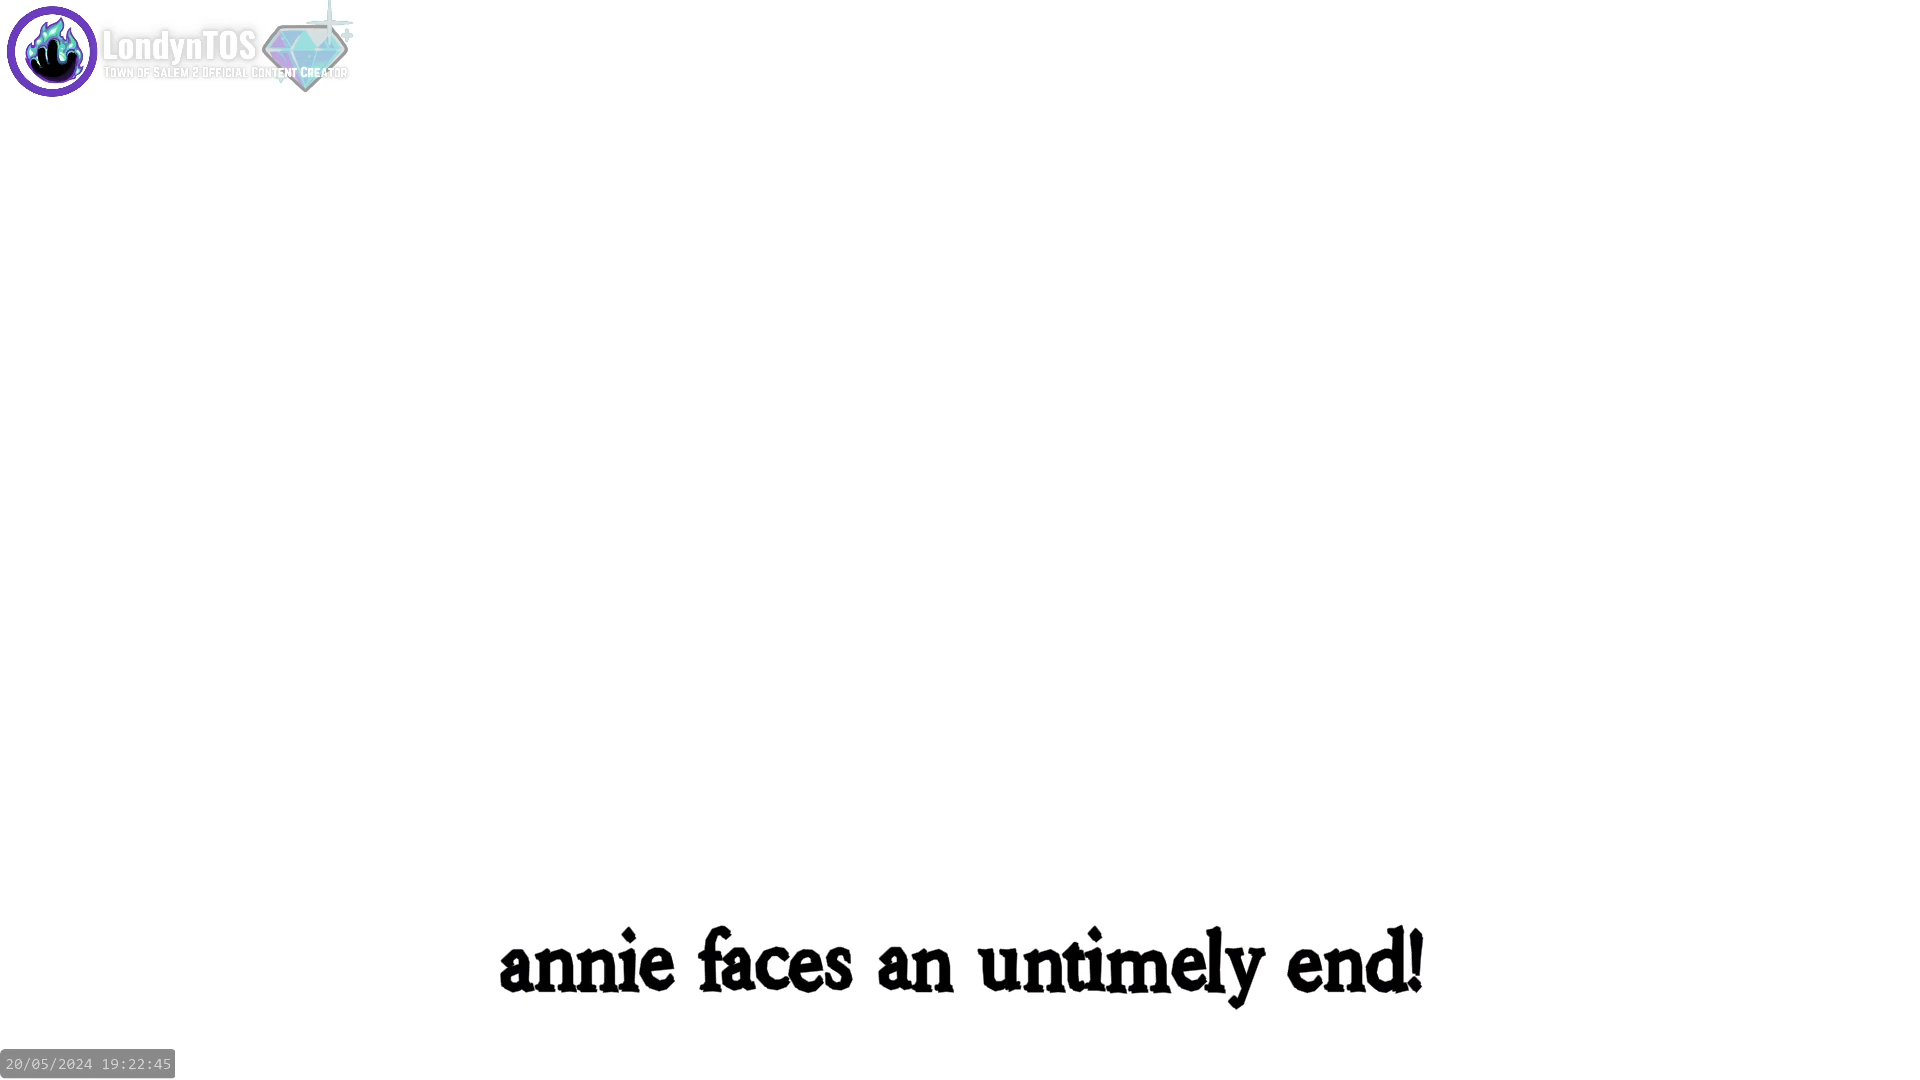 LondynTOS
Town of Salem 2 Official Content Creator
annie faces an untimely end!
20/05/2024 19:22:45